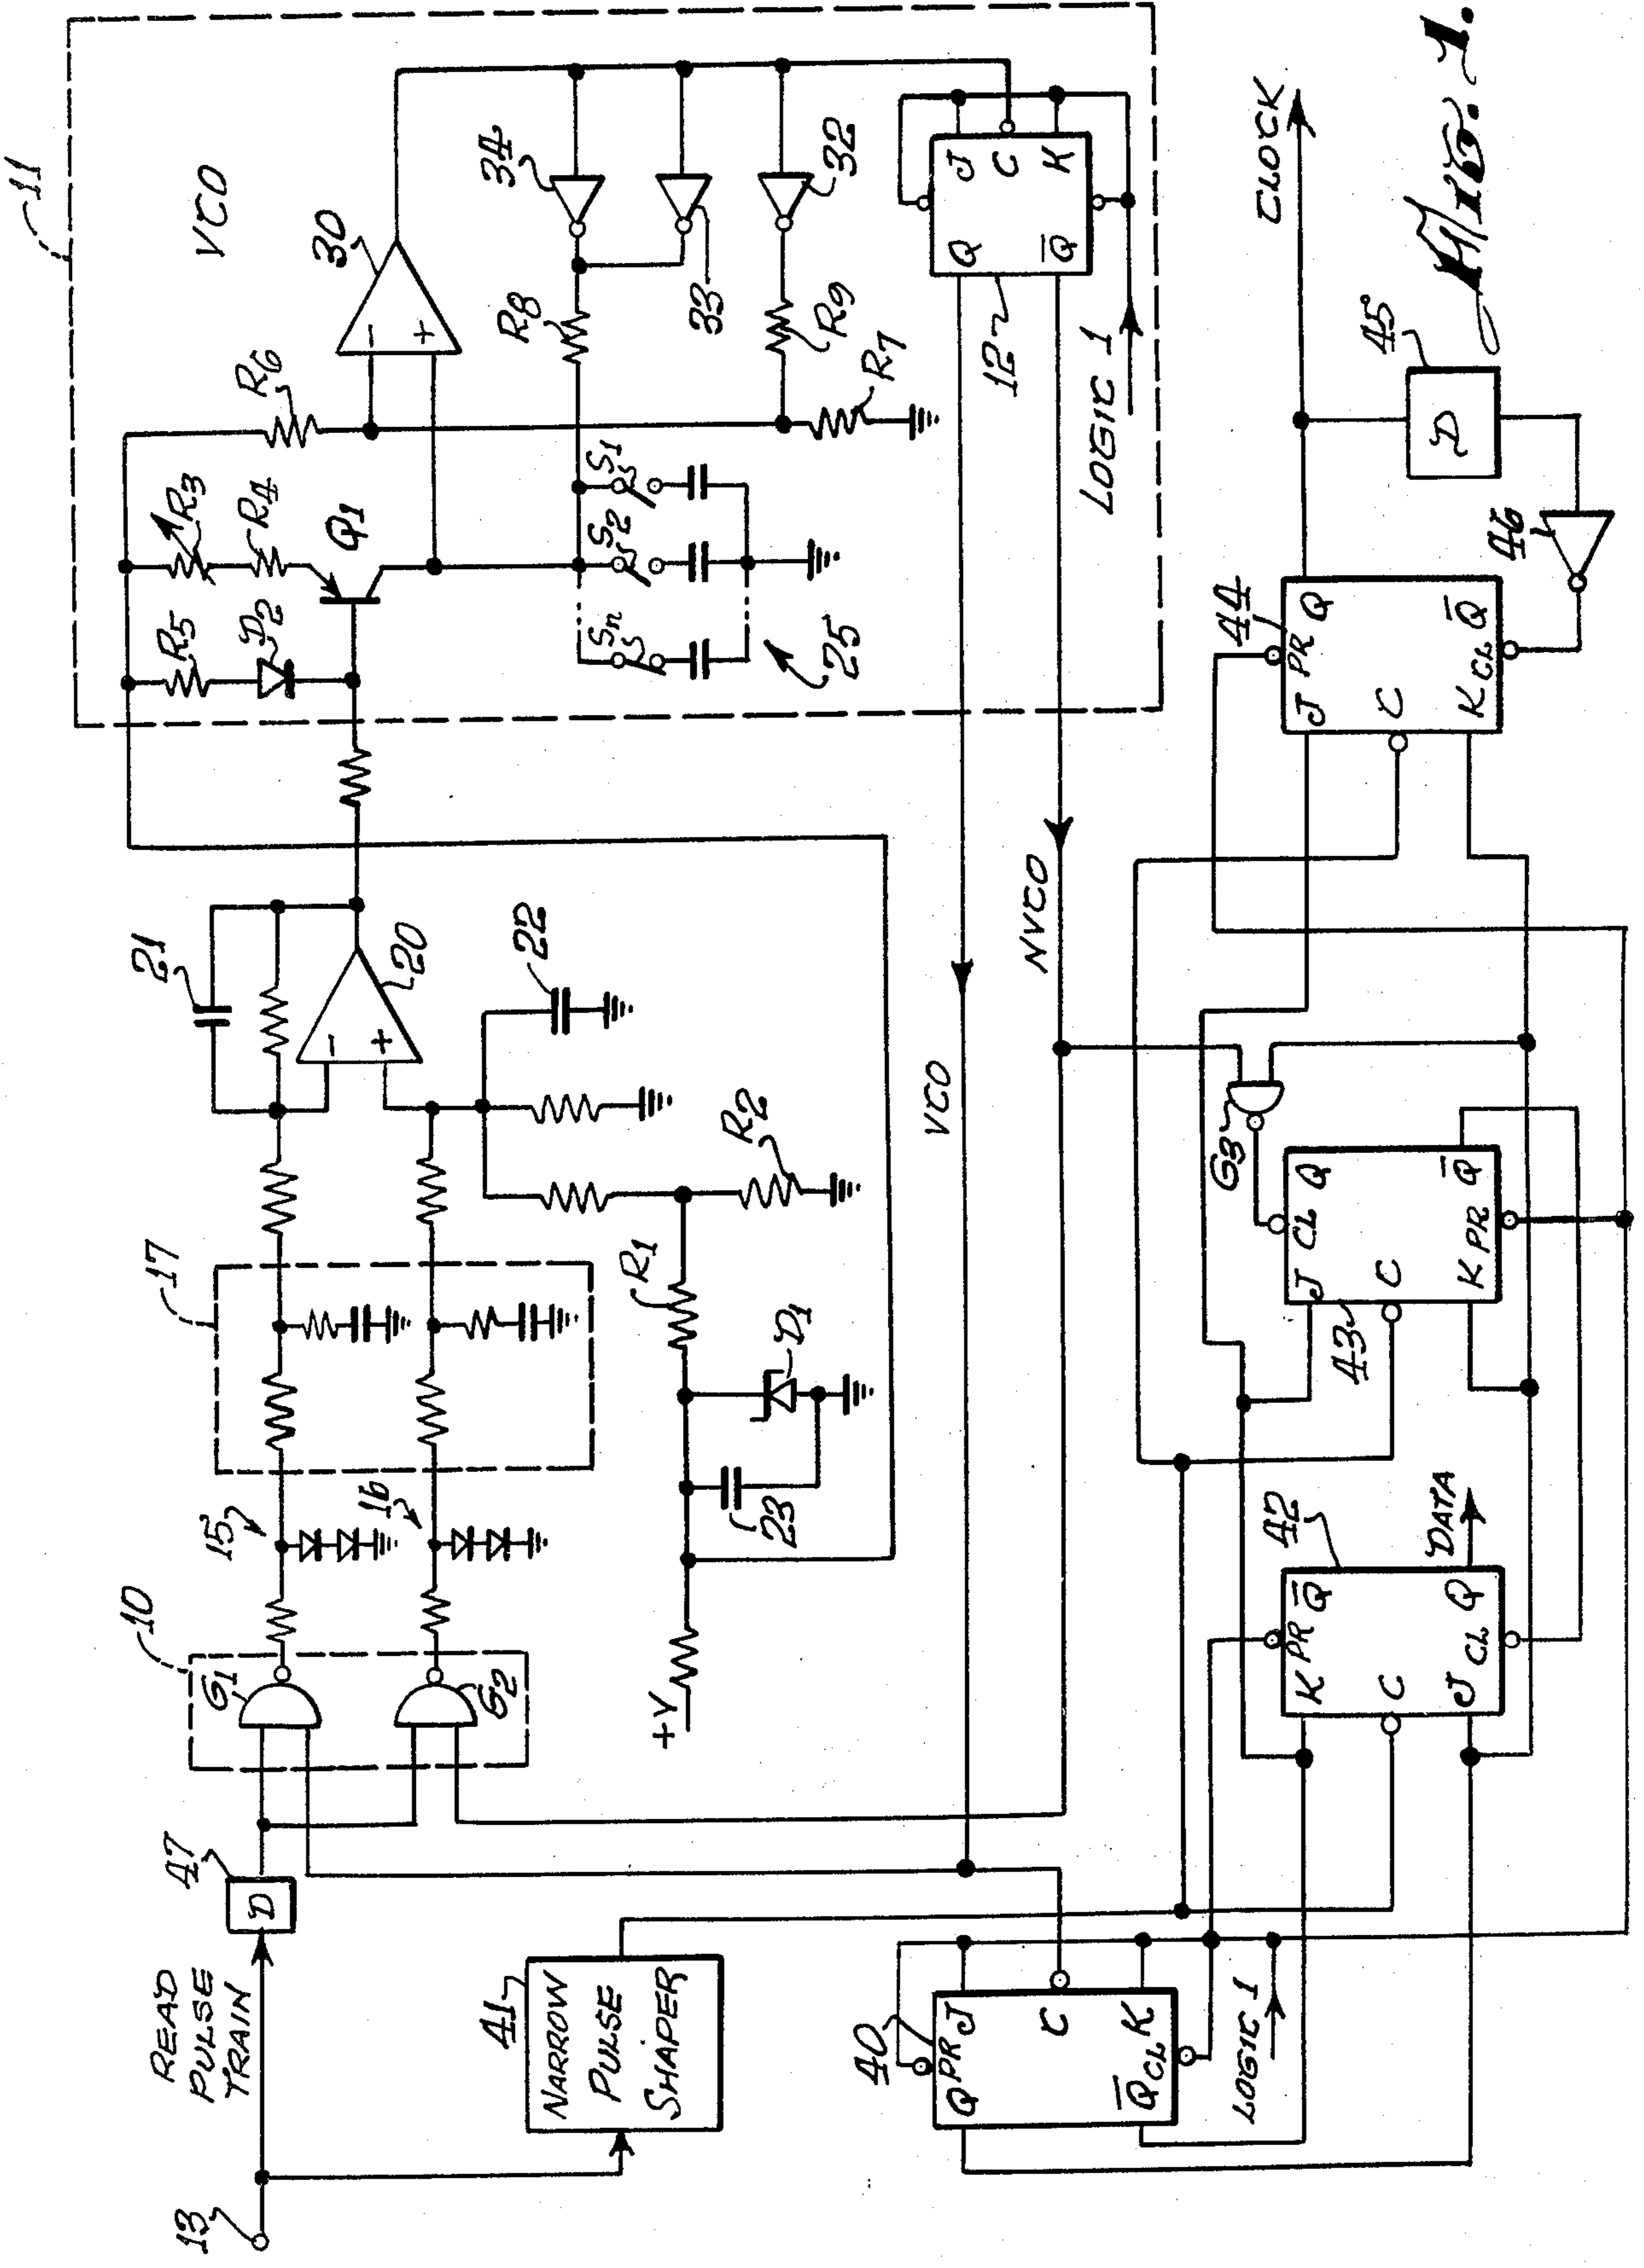 11
VCO
30
R6
R3
R4
R5
D2
Q1
34
33
32
R8
R9
R7
S1
S2
Sn
25
J
C
K
Q
Q̅
12
LOGIC 1
21
20
−
+
−
+
22
R2
R1
D1
23
+V
17
15
16
10
G1
G2
47
D
READ
PULSE
TRAIN
13
41
NARROW
PULSE
SHAPER
VCO
NVCO
40
PR
J
C
K
CL
Q
Q̅
LOGIC 1
42
K
PR
Q̅
C
J
CL
Q
DATA
43
J
CL
Q
C
K
PR
Q̅
G3
44
J
PR
Q
C
K
CL
Q̅
45
D
46
CLOCK
Fig. 1.